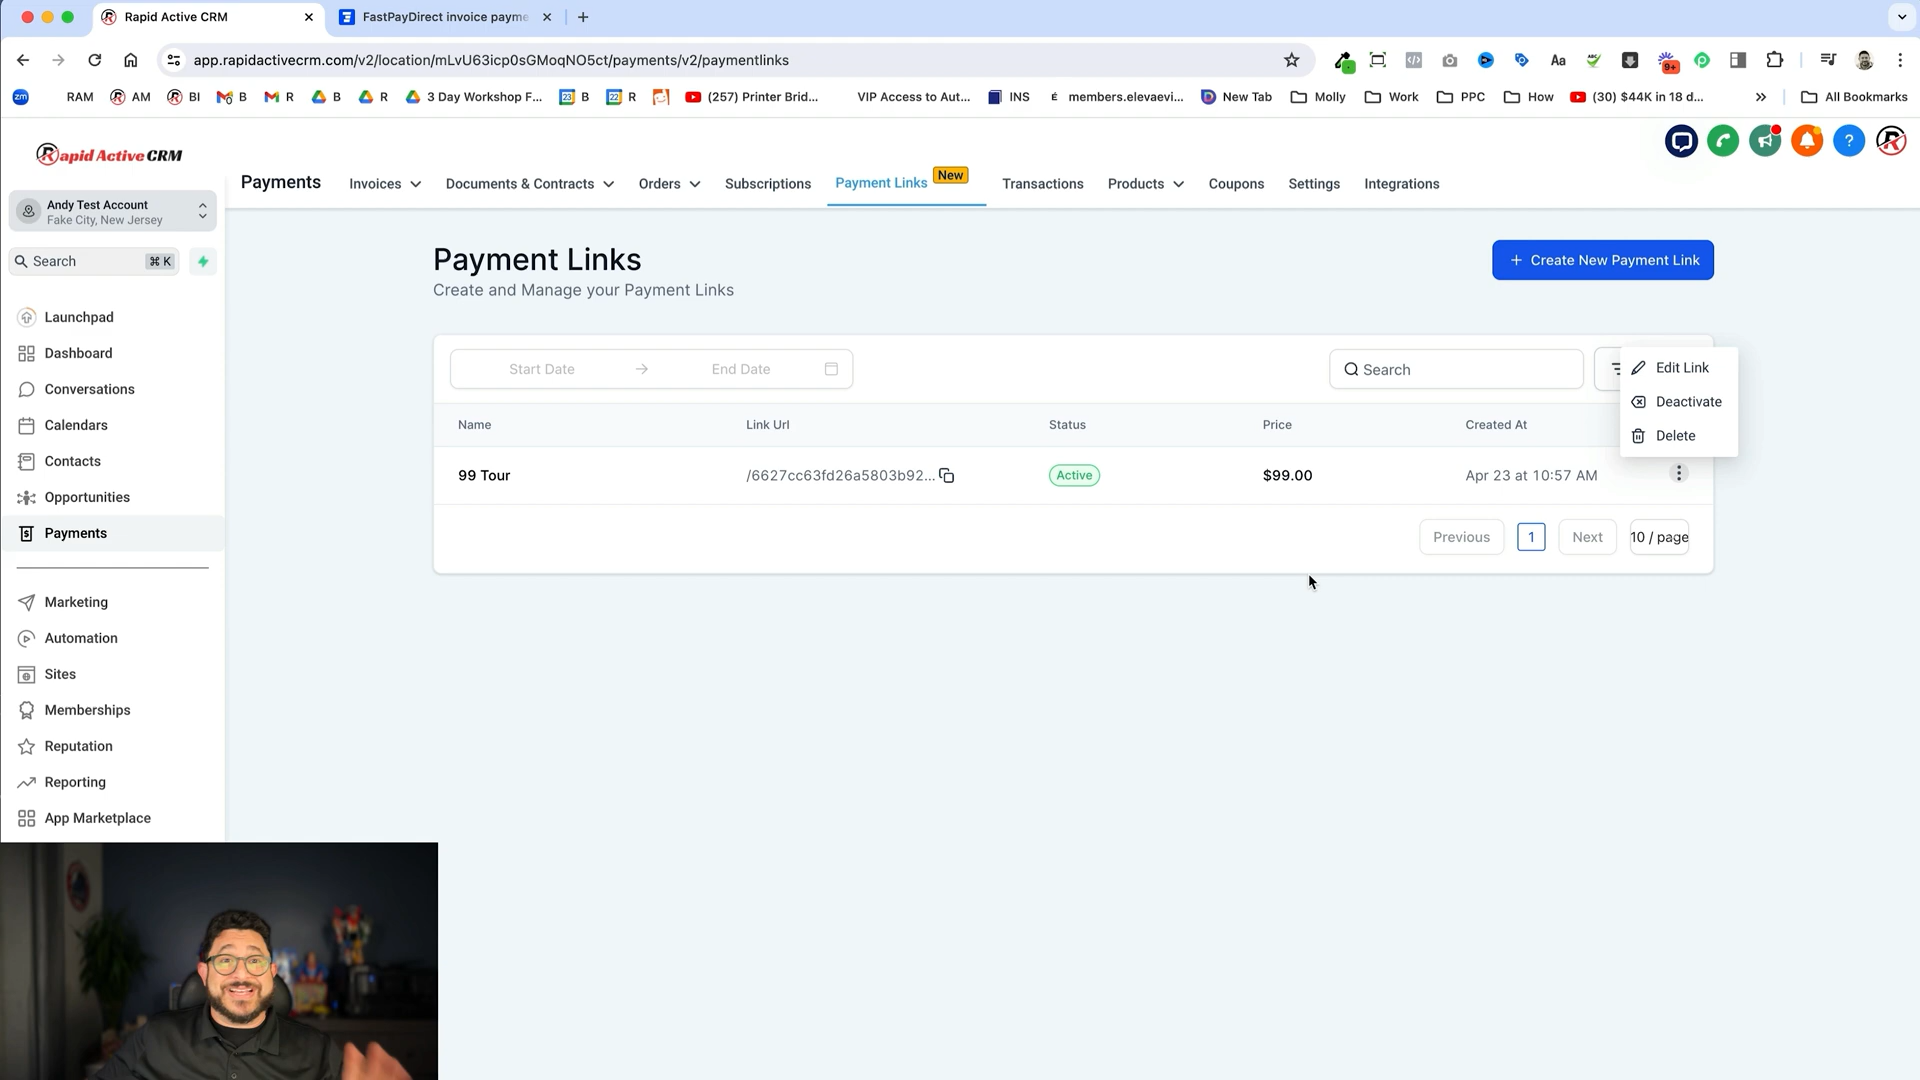 Rapid Active CRM
FastPayDirect invoice payme
app.rapidactivecrm.com/v2/location/mLvU63icp0sGMoqNO5ct/payments/v2/paymentlinks
Aa
ABC
9+
zm
RAM
AM
BI
B
R
B
R
3 Day Workshop F...
23
B
22
R
(257) Printer Brid...
VIP Access to Aut...
INS
É
members.elevaevi...
New Tab
Molly
Work
PPC
How
(30) $44K in 18 d...
All Bookmarks
Rapid Active CRM
Andy Test Account
Fake City, New Jersey
Search
⌘ K
Launchpad
Dashboard
Conversations
Calendars
Contacts
Opportunities
Payments
Marketing
Automation
Sites
Memberships
Reputation
Reporting
App Marketplace
Payments
Invoices
Documents & Contracts
Orders
Subscriptions
Payment Links
New
Transactions
Products
Coupons
Settings
Integrations
Payment Links
Create and Manage your Payment Links
+ Create New Payment Link
Start Date → End Date
Search
Edit Link
Deactivate
Delete
Name Link Url Status Price Created At
99 Tour /6627cc63fd26a5803b92... Active $99.00 Apr 23 at 10:57 AM
Previous 1 Next 10 / page